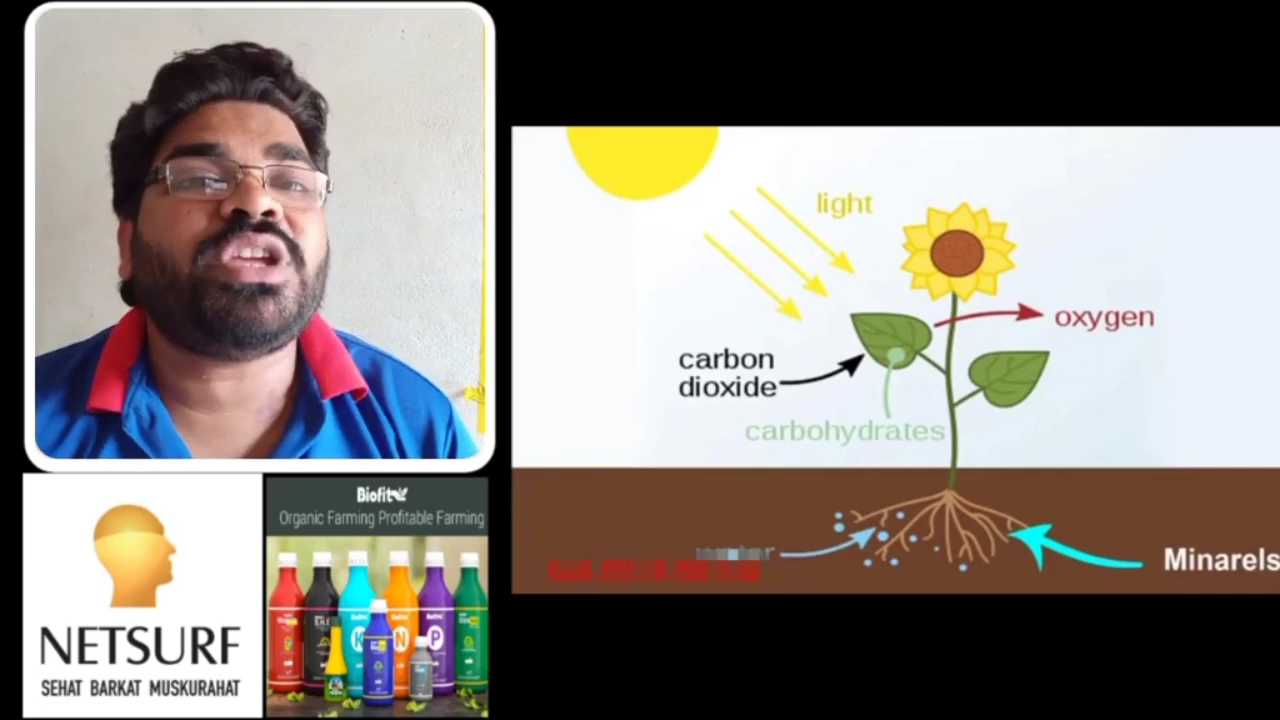 light
oxygen
carbon
dioxide
carbohydrates
Minarels
NETSURF
SEHAT BARKAT MUSKURAHAT
Biofit
Organic Farming Profitable Farming
K
N
P